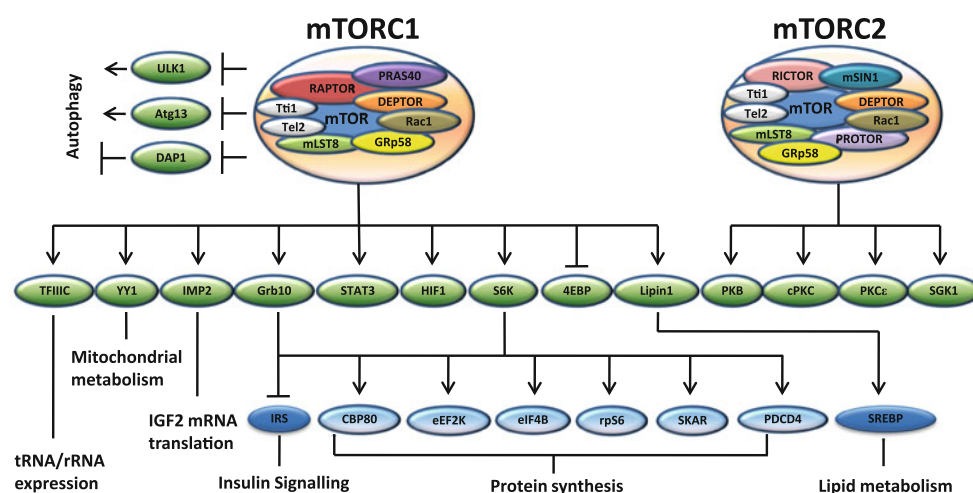 mTORC1
mTORC2
Autophagy
ULK1
Atg13
DAP1
RAPTOR
PRAS40
Tti1
DEPTOR
mTOR
Tel2
Rac1
mLST8
GRp58
RICTOR
mSIN1
Tti1
DEPTOR
mTOR
Tel2
Rac1
mLST8
PROTOR
GRp58
TFIIIC
YY1
IMP2
Grb10
STAT3
HIF1
S6K
4EBP
Lipin1
PKB
cPKC
PKCε
SGK1
Mitochondrial
metabolism
IGF2 mRNA
translation
IRS
CBP80
eEF2K
eIF4B
rpS6
SKAR
PDCD4
SREBP
tRNA/rRNA
expression
Insulin Signalling
Protein synthesis
Lipid metabolism